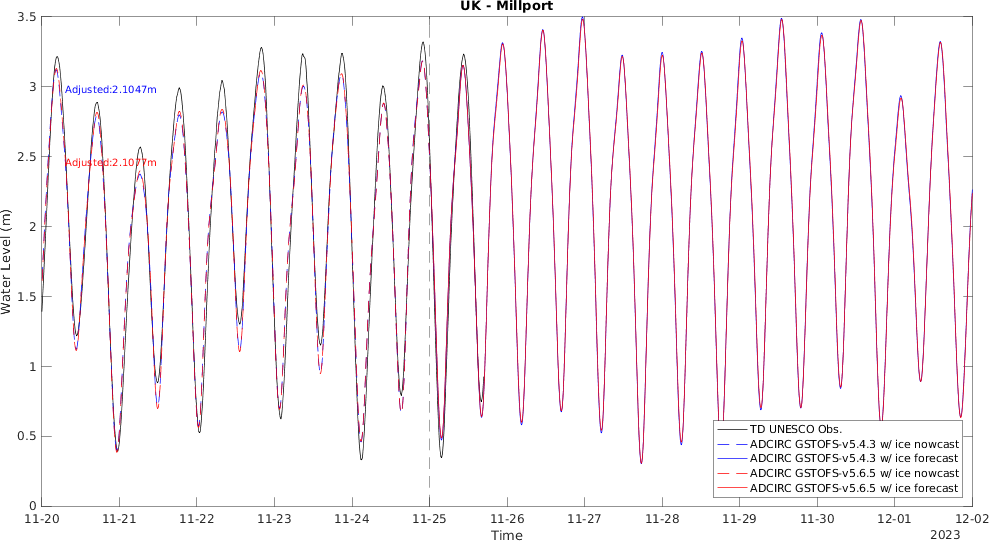 UK - Millport
3.5
3
2.5
2
1.5
1
0.5
0
Water Level (m)
Adjusted:2.1047m
Adjusted:2.1077m
TD UNESCO Obs.
ADCIRC GSTOFS-v5.4.3 w/ ice nowcast
ADCIRC GSTOFS-v5.4.3 w/ ice forecast
ADCIRC GSTOFS-v5.6.5 w/ ice nowcast
ADCIRC GSTOFS-v5.6.5 w/ ice forecast
11-20 11-21 11-22 11-23 11-24 11-25 11-26 11-27 11-28 11-29 11-30 12-01 12-02
Time
2023